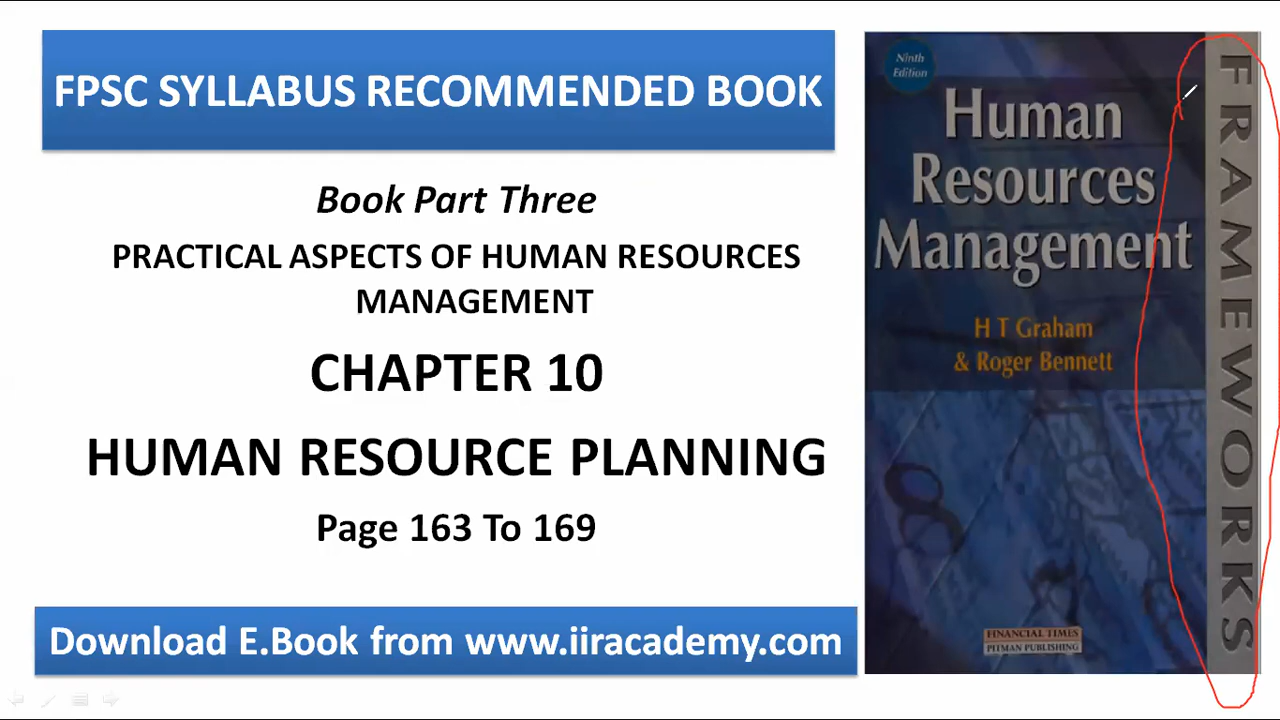 FPSC SYLLABUS RECOMMENDED BOOK
Book Part Three
PRACTICAL ASPECTS OF HUMAN RESOURCES
MANAGEMENT
CHAPTER 10
HUMAN RESOURCE PLANNING
Page 163 To 169
Download E.Book from www.iiracademy.com
Ninth
Edition
Human
Resources
Management
H T Graham
& Roger Bennett
FINANCIAL TIMES
PITMAN PUBLISHING
FRAMEWORKS